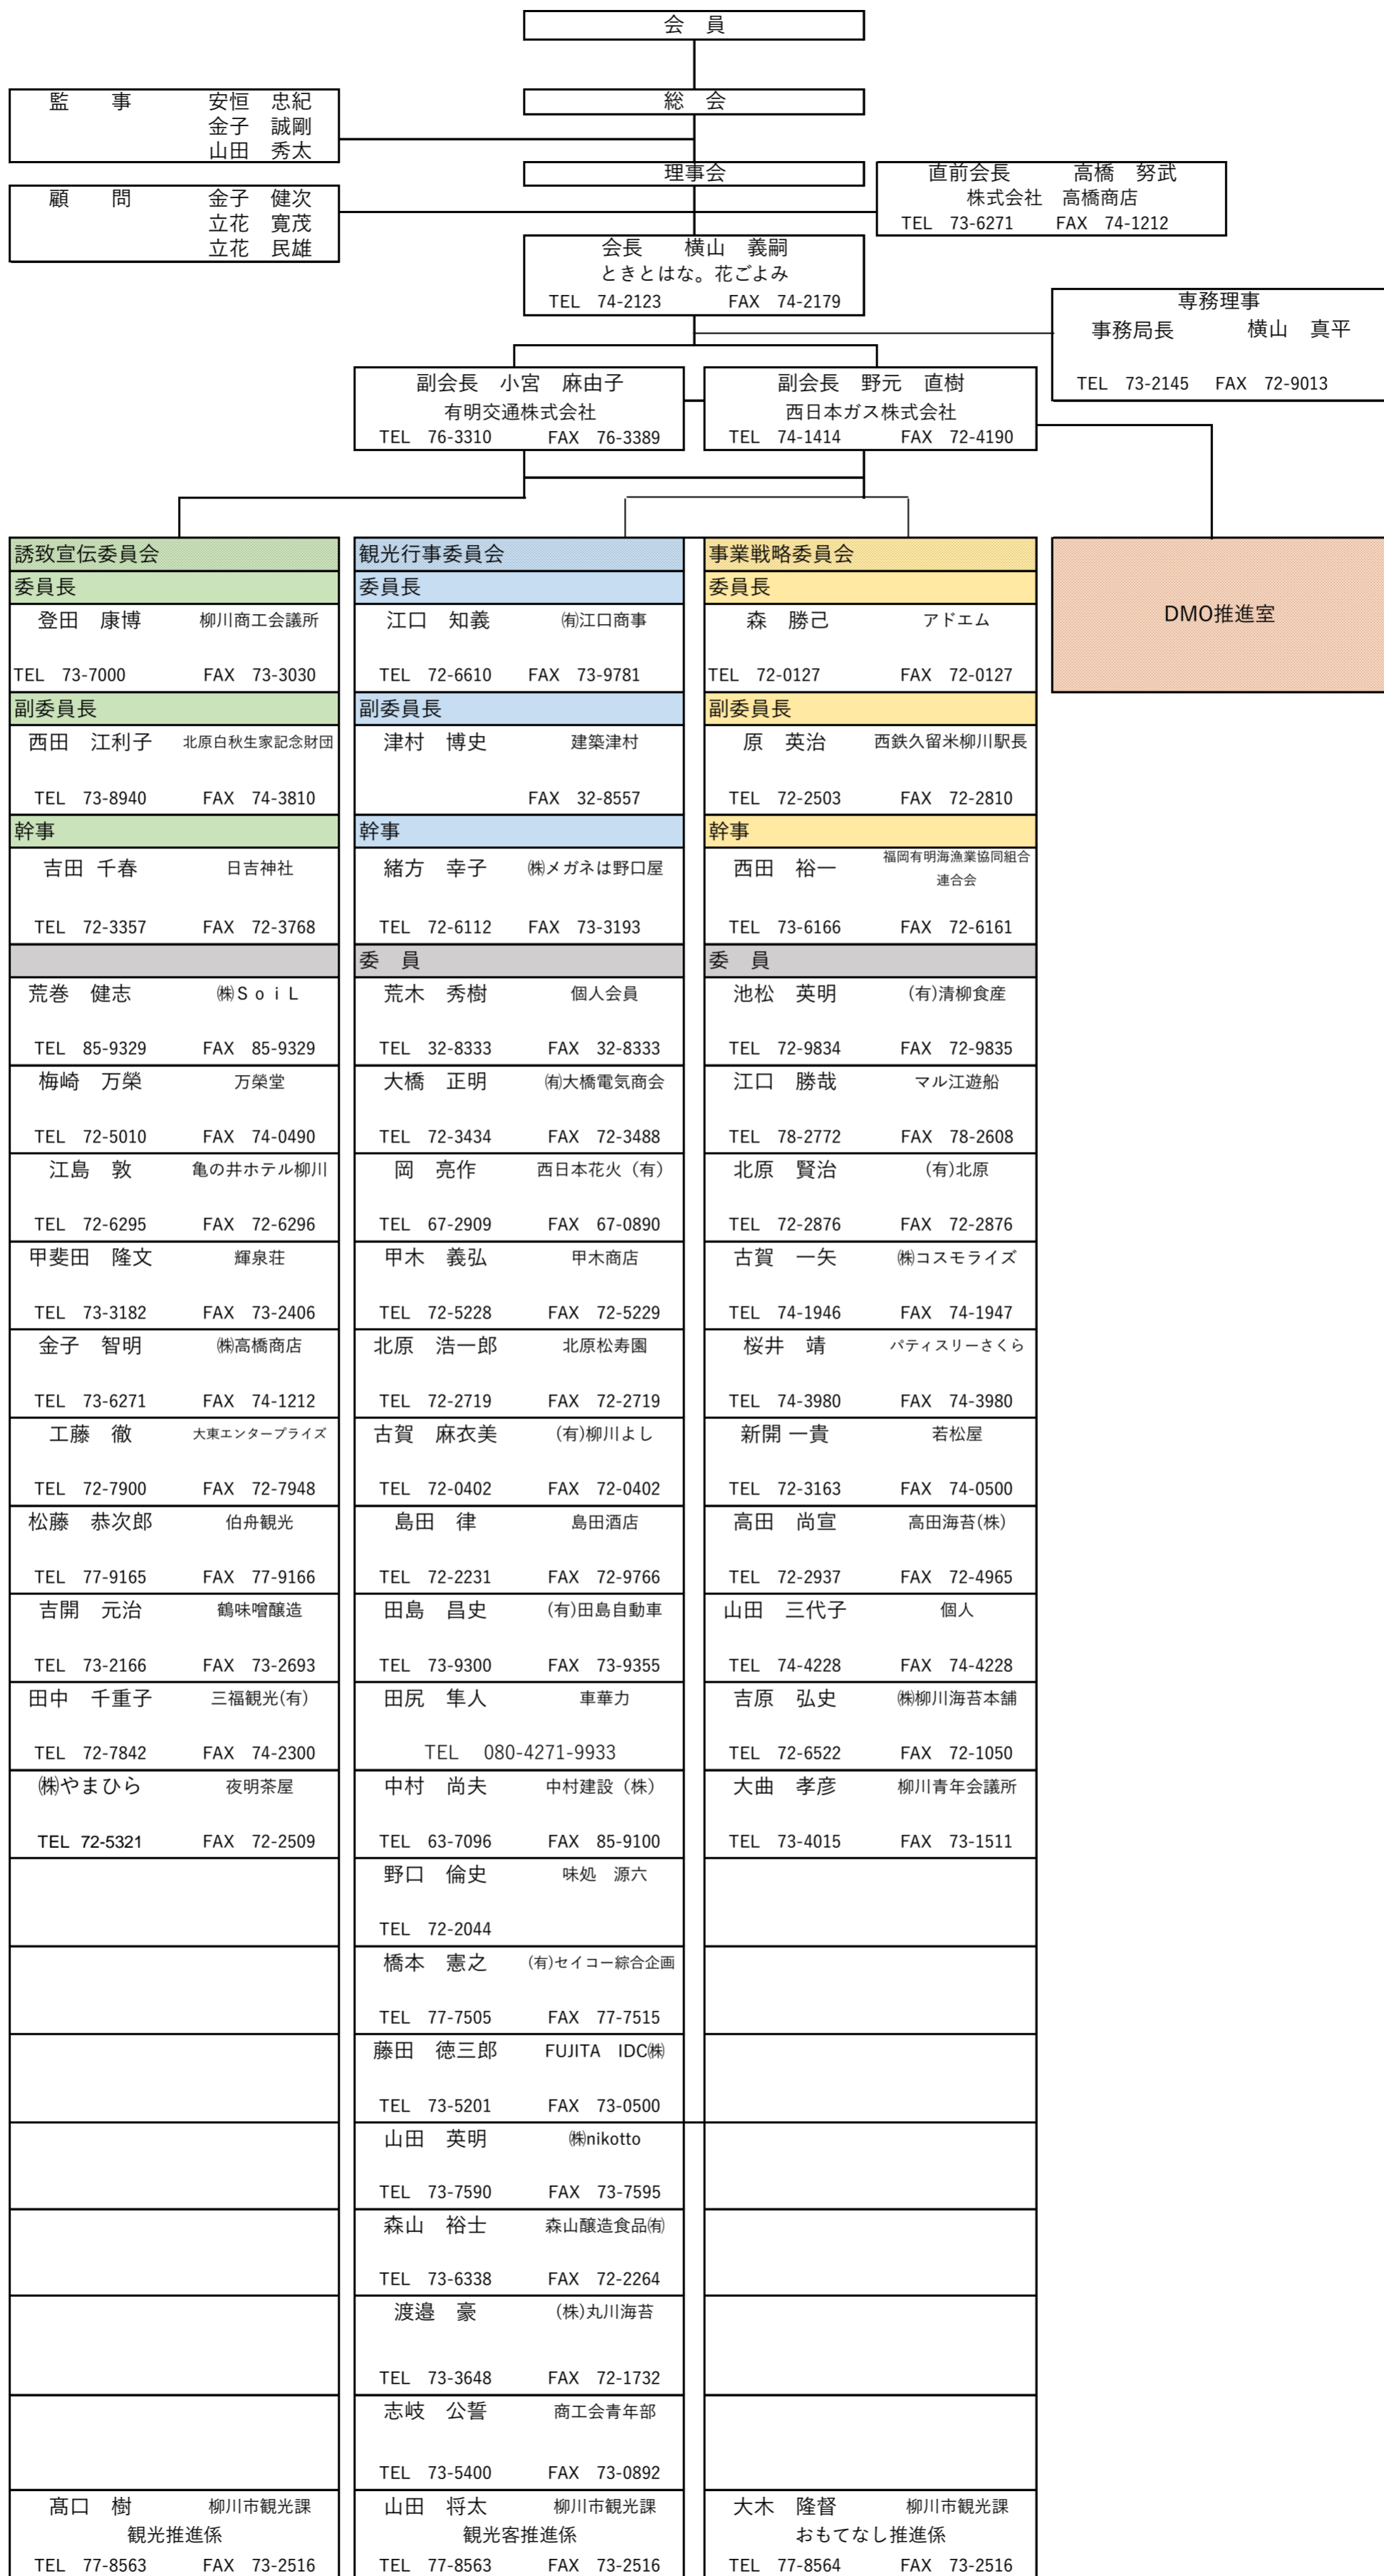 会　員
監　　事　　　安恒　忠紀
金子　誠剛
山田　秀太
総　会
理事会
直前会長　　　高橋　努武
株式会社　高橋商店
TEL　73-6271　　FAX　74-1212
顧　　問　　　金子　健次
立花　寛茂
立花　民雄
会長　　横山　義嗣
ときとはな。花ごよみ
TEL　74-2123　　　FAX　74-2179
専務理事
事務局長　　　横山　真平
TEL　73-2145　FAX　72-9013
副会長　小宮　麻由子
有明交通株式会社
TEL　76-3310　　　FAX　76-3389
副会長　野元　直樹
西日本ガス株式会社
TEL　74-1414　　　FAX　72-4190
誘致宣伝委員会
委員長
登田　康博　　柳川商工会議所
TEL　73-7000　　　FAX　73-3030
副委員長
西田　江利子　北原白秋生家記念財団
TEL　73-8940　　　FAX　74-3810
幹事
吉田 千春　　日吉神社
TEL　72-3357　　　FAX　72-3768
荒巻　健志　　㈱ＳｏｉＬ
TEL　85-9329　　　FAX　85-9329
梅崎　万榮　　万榮堂
TEL　72-5010　　　FAX　74-0490
江島　敦　　亀の井ホテル柳川
TEL　72-6295　　　FAX　72-6296
甲斐田　隆文　　輝泉荘
TEL　73-3182　　　FAX　73-2406
金子　智明　　㈱高橋商店
TEL　73-6271　　　FAX　74-1212
工藤　徹　　大東エンタープライズ
TEL　72-7900　　　FAX　72-7948
松藤　恭次郎　　伯舟観光
TEL　77-9165　　　FAX　77-9166
吉開　元治　　鶴味噌醸造
TEL　73-2166　　　FAX　73-2693
田中　千重子　　三福観光(有)
TEL　72-7842　　　FAX　74-2300
㈱やまひら　　夜明茶屋
TEL 72-5321　　　FAX　72-2509
髙口　樹　　柳川市観光課
観光推進係
TEL　77-8563　　　FAX　73-2516
観光行事委員会
委員長
江口　知義　　㈲江口商事
TEL　72-6610　　FAX　73-9781
副委員長
津村　博史　　建築津村
FAX　32-8557
幹事
緒方　幸子　　㈱メガネは野口屋
TEL　72-6112　　FAX　73-3193
委　員
荒木　秀樹　　個人会員
TEL　32-8333　　　FAX　32-8333
大橋　正明　　㈲大橋電気商会
TEL　72-3434　　　FAX　72-3488
岡　亮作　　西日本花火（有）
TEL　67-2909　　　FAX　67-0890
甲木　義弘　　甲木商店
TEL　72-5228　　　FAX　72-5229
北原　浩一郎　　北原松寿園
TEL　72-2719　　　FAX　72-2719
古賀　麻衣美　　(有)柳川よし
TEL　72-0402　　　FAX　72-0402
島田　律　　島田酒店
TEL　72-2231　　　FAX　72-9766
田島　昌史　　(有)田島自動車
TEL　73-9300　　　FAX　73-9355
田尻　隼人　　車華力
TEL　080-4271-9933
中村　尚夫　　中村建設（株）
TEL　63-7096　　　FAX　85-9100
野口　倫史　　味処　源六
TEL　72-2044
橋本　憲之　　(有)セイコー綜合企画
TEL　77-7505　　　FAX　77-7515
藤田　徳三郎　　FUJITA　IDC㈱
TEL　73-5201　　　FAX　73-0500
山田　英明　　㈱nikotto
TEL　73-7590　　　FAX　73-7595
森山　裕士　　森山醸造食品㈲
TEL　73-6338　　　FAX　72-2264
渡邉　豪　　(株)丸川海苔
TEL　73-3648　　　FAX　72-1732
志岐　公誓　　商工会青年部
TEL　73-5400　　　FAX　73-0892
山田　将太　　柳川市観光課
観光客推進係
TEL　77-8563　　　FAX　73-2516
事業戦略委員会
委員長
森　勝己　　アドエム
TEL　72-0127　　　FAX　72-0127
副委員長
原　英治　　西鉄久留米柳川駅長
TEL　72-2503　　　FAX　72-2810
幹事
西田　裕一　　福岡有明海漁業協同組合
連合会
TEL　73-6166　　　FAX　72-6161
委　員
池松　英明　　(有)清柳食産
TEL　72-9834　　　FAX　72-9835
江口　勝哉　　マル江遊船
TEL　78-2772　　　FAX　78-2608
北原　賢治　　(有)北原
TEL　72-2876　　　FAX　72-2876
古賀　一矢　　㈱コスモライズ
TEL　74-1946　　　FAX　74-1947
桜井　靖　　パティスリーさくら
TEL　74-3980　　　FAX　74-3980
新開 一貴　　若松屋
TEL　72-3163　　　FAX　74-0500
高田　尚宣　　高田海苔(株)
TEL　72-2937　　　FAX　72-4965
山田　三代子　　個人
TEL　74-4228　　　FAX　74-4228
吉原　弘史　　㈱柳川海苔本舗
TEL　72-6522　　　FAX　72-1050
大曲　孝彦　　柳川青年会議所
TEL　73-4015　　　FAX　73-1511
大木　隆督　　柳川市観光課
おもてなし推進係
TEL　77-8564　　　FAX　73-2516
DMO推進室